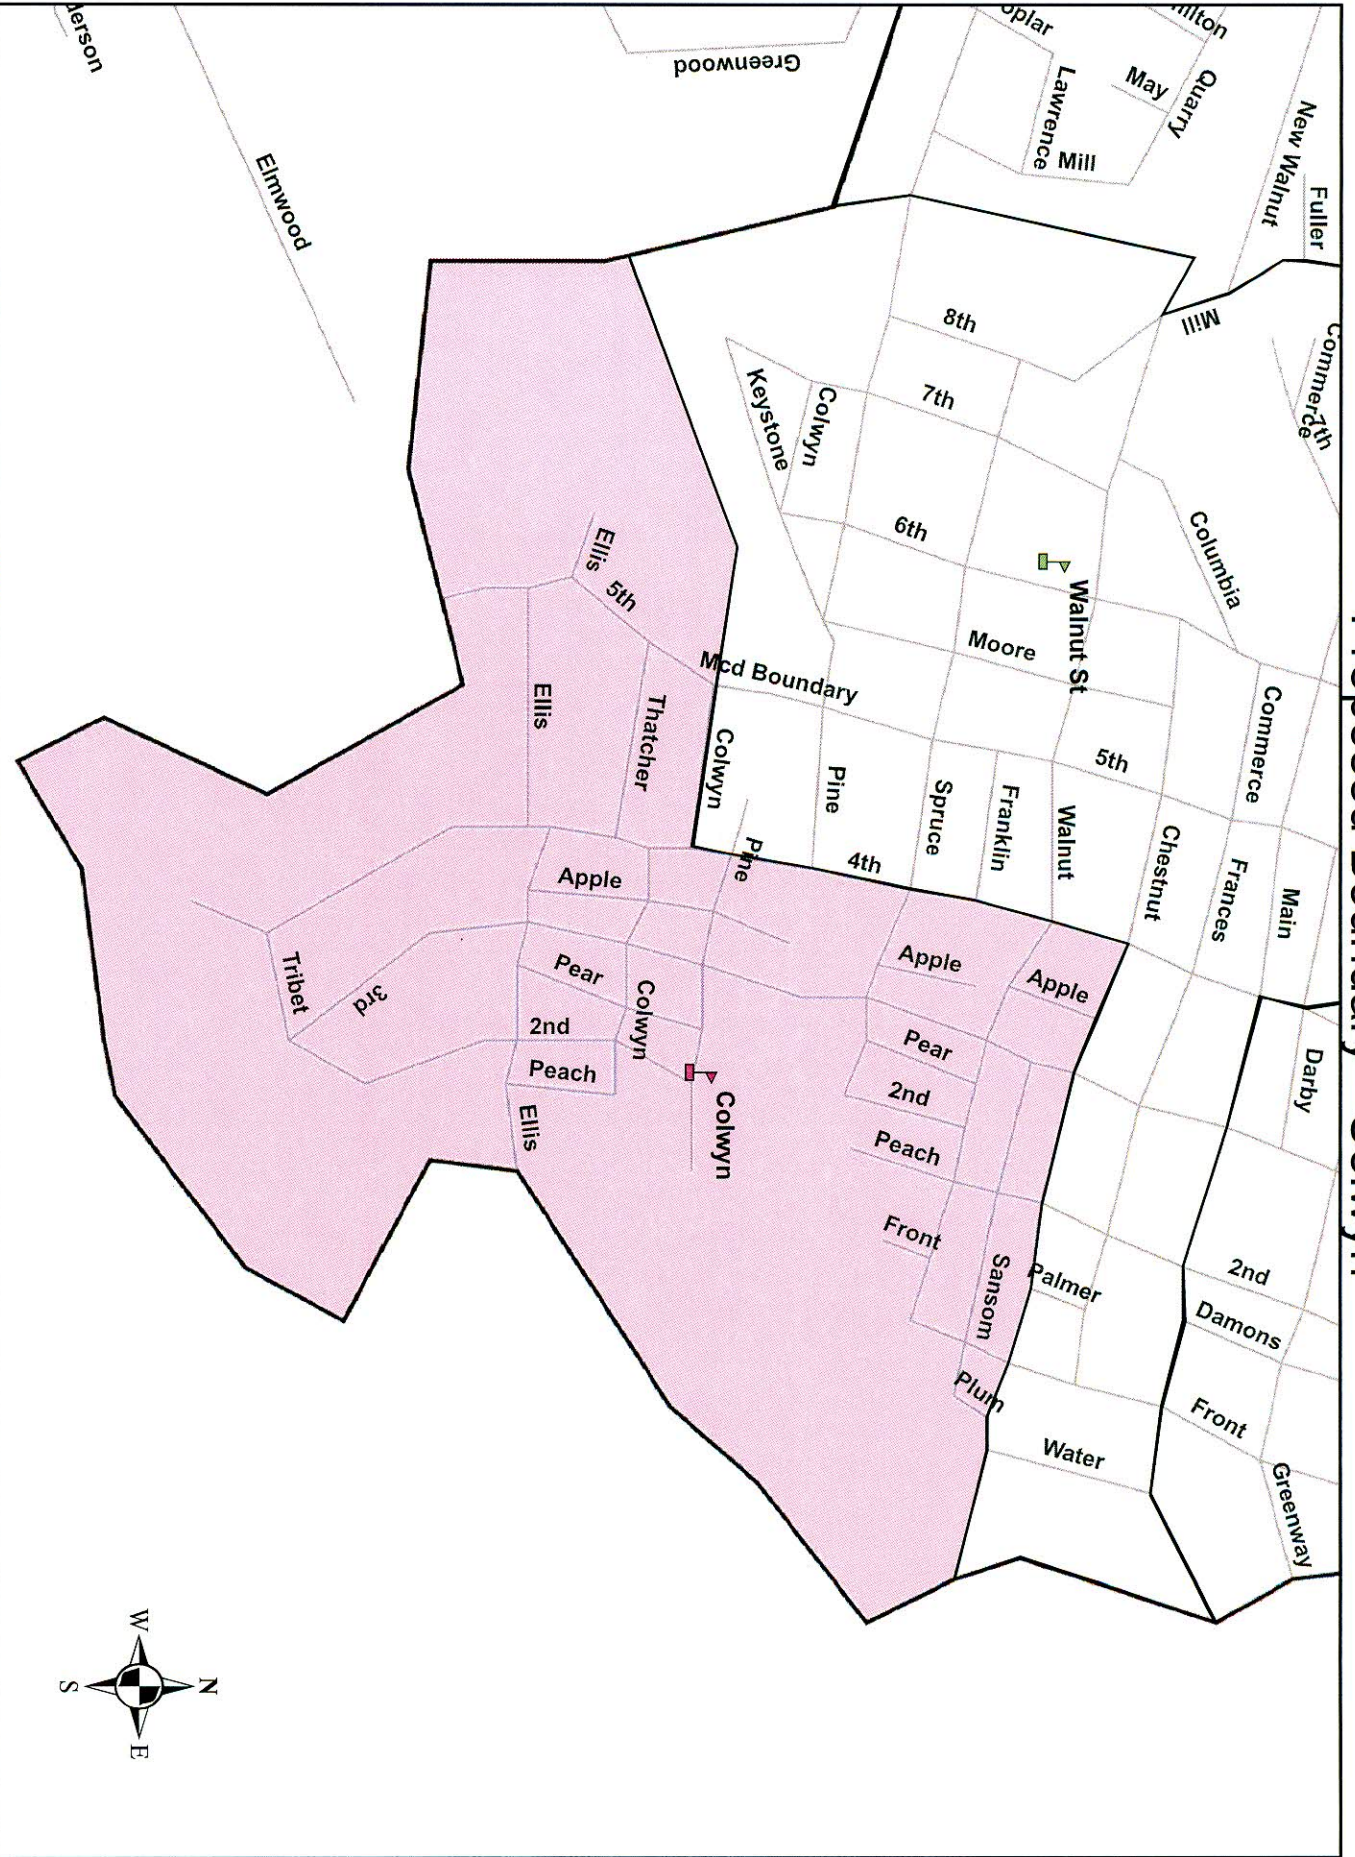 Greenwood
Lawrence
May
Quarry
Mill
New Walnut
Fuller
Elmwood
Mill
Commerce
7th
8th
7th
Keystone
Colwyn
6th
Columbia
Walnut St
Ellis
5th
Moore
Mcd Boundary
Ellis
Thatcher
Colwyn
Pine
Spruce
Franklin
Walnut
5th
Commerce
Chestnut
Frances
Main
Pine
4th
Apple
Apple
Apple
Tribet
3rd
Pear
Colwyn
2nd
Peach
Ellis
Colwyn
Pear
2nd
Peach
Front
Sansom
Palmer
Plum
Water
Darby
2nd
Damons
Front
Greenway
N
W
E
S